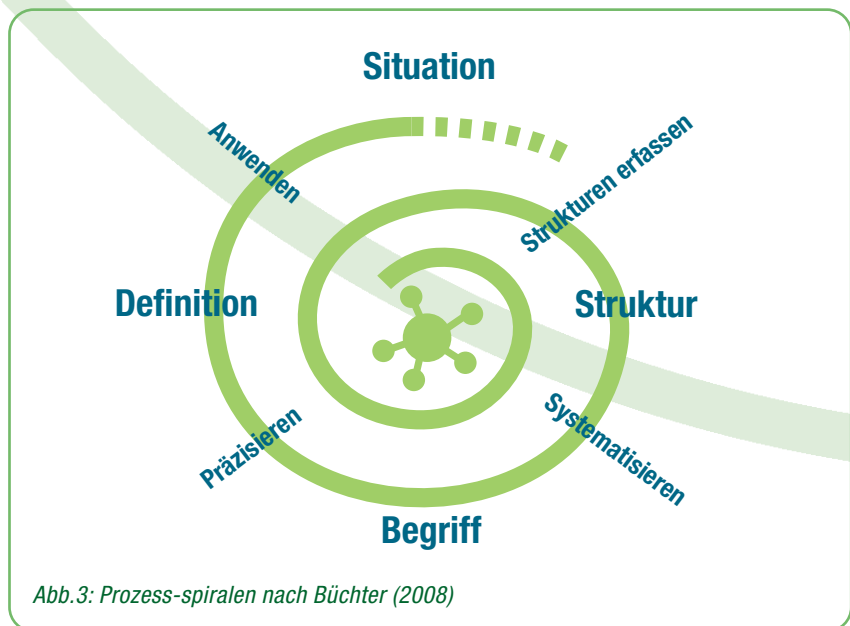 Situation
Anwenden
Strukturen erfassen
Definition
Struktur
Präzisieren
Systematisieren
Begriff
Abb.3: Prozess-spiralen nach Büchter (2008)